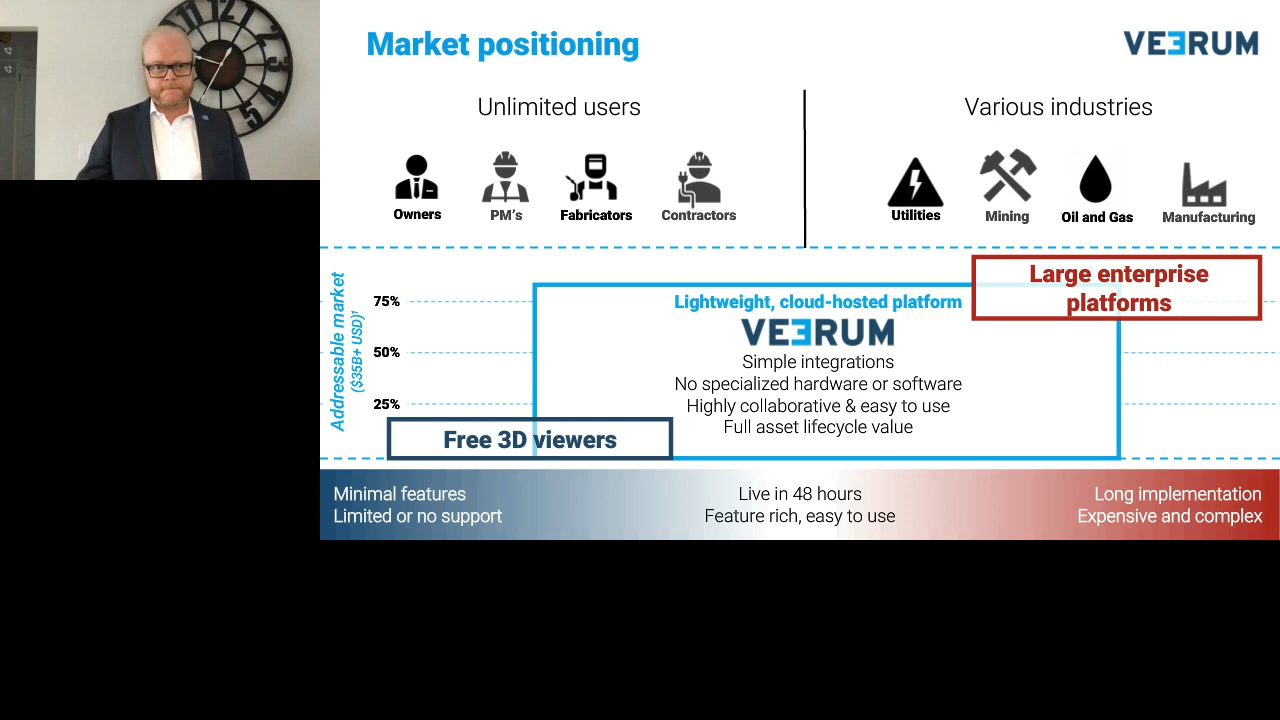 Market positioning
VEERUM
Unlimited users
Various industries
Owners
PM's
Fabricators
Contractors
Utilities
Mining
Oil and Gas
Manufacturing
Addressable market
($35B+ USD)¹
75%
50%
25%
Large enterprise
platforms
Lightweight, cloud-hosted platform
VEERUM
Simple integrations
No specialized hardware or software
Highly collaborative & easy to use
Full asset lifecycle value
Free 3D viewers
Minimal features
Limited or no support
Live in 48 hours
Feature rich, easy to use
Long implementation
Expensive and complex
11
12